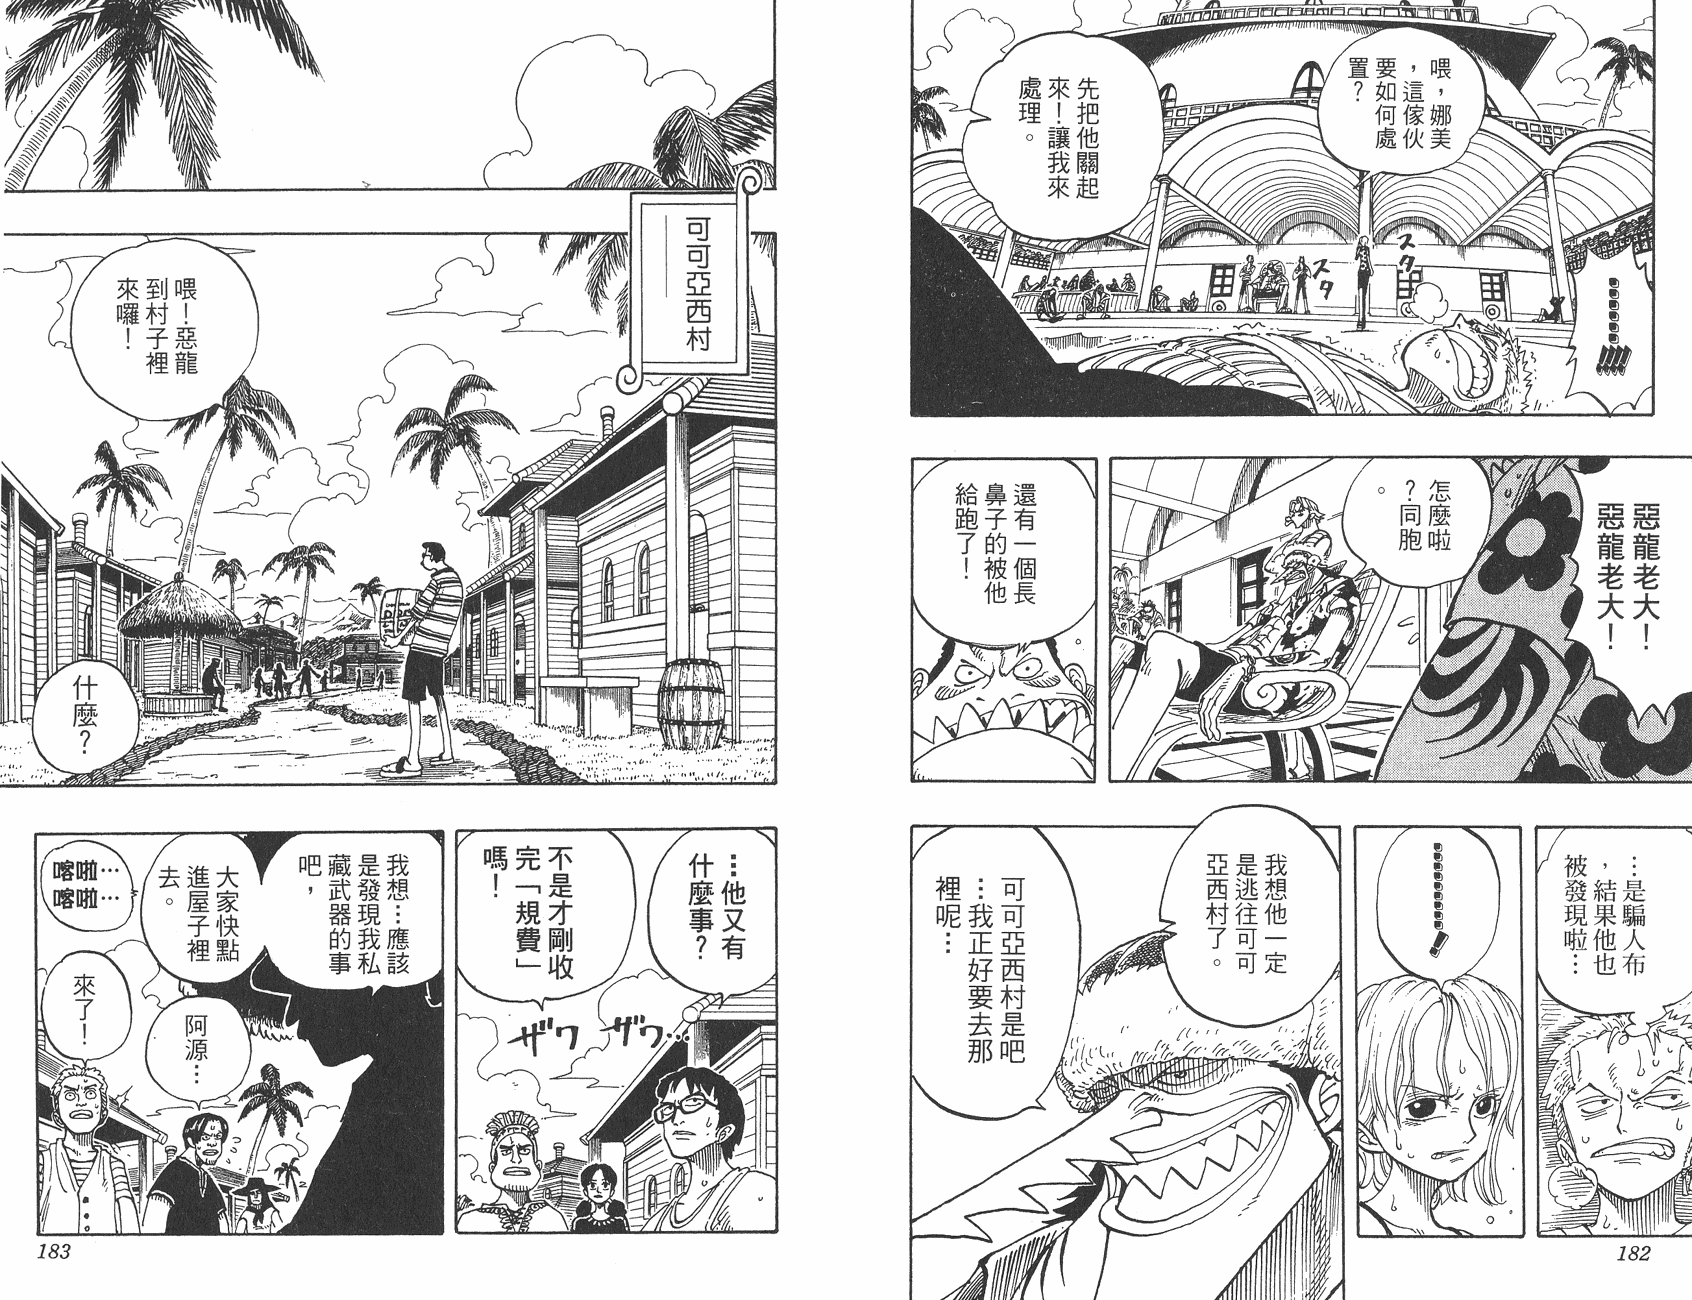 喂，娜美
，這傢伙
要如何處
置？
先把他關起
來！讓我來
處理。
スタ
スタ
……!!!!
惡龍老大！
惡龍老大！
怎麼啦
？同胞
。
還有一個長
鼻子的被他
給跑了！
…是騙人布
，結果他也
被發現啦…
………！
我想他一定
是逃往可可
亞西村了。
可可亞西村是吧
…我正好要去那
裡呢…
182
可可亞西村
喂！惡龍
到村子裡
來囉！
什麼？
…他又有
什麼事？
不是才剛收
完「規費」
嗎！
ザワ
ザワ…
我想…應該
是發現我私
藏武器的事
吧，
大家快點
進屋子裡
去。
阿源…
喀啦…
喀啦…
來了！
183